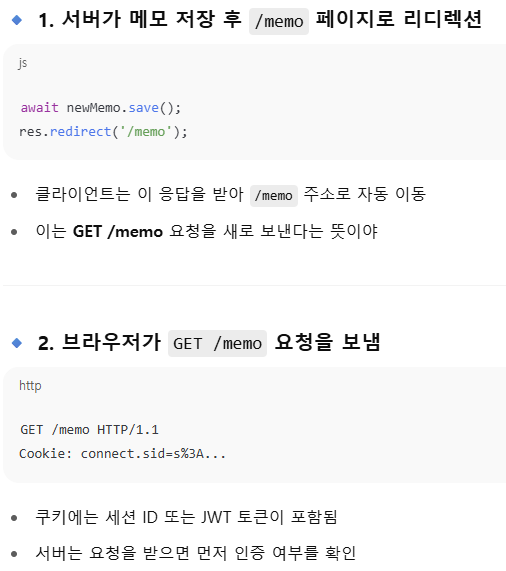 1. 서버가 메모 저장 후 /memo 페이지로 리디렉션
js
await newMemo.save();
res.redirect('/memo');
클라이언트는 이 응답을 받아 /memo 주소로 자동 이동
이는 GET /memo 요청을 새로 보낸다는 뜻이야
2. 브라우저가 GET /memo 요청을 보냄
http
GET /memo HTTP/1.1
Cookie: connect.sid=s%3A...
쿠키에는 세션 ID 또는 JWT 토큰이 포함됨
서버는 요청을 받으면 먼저 인증 여부를 확인